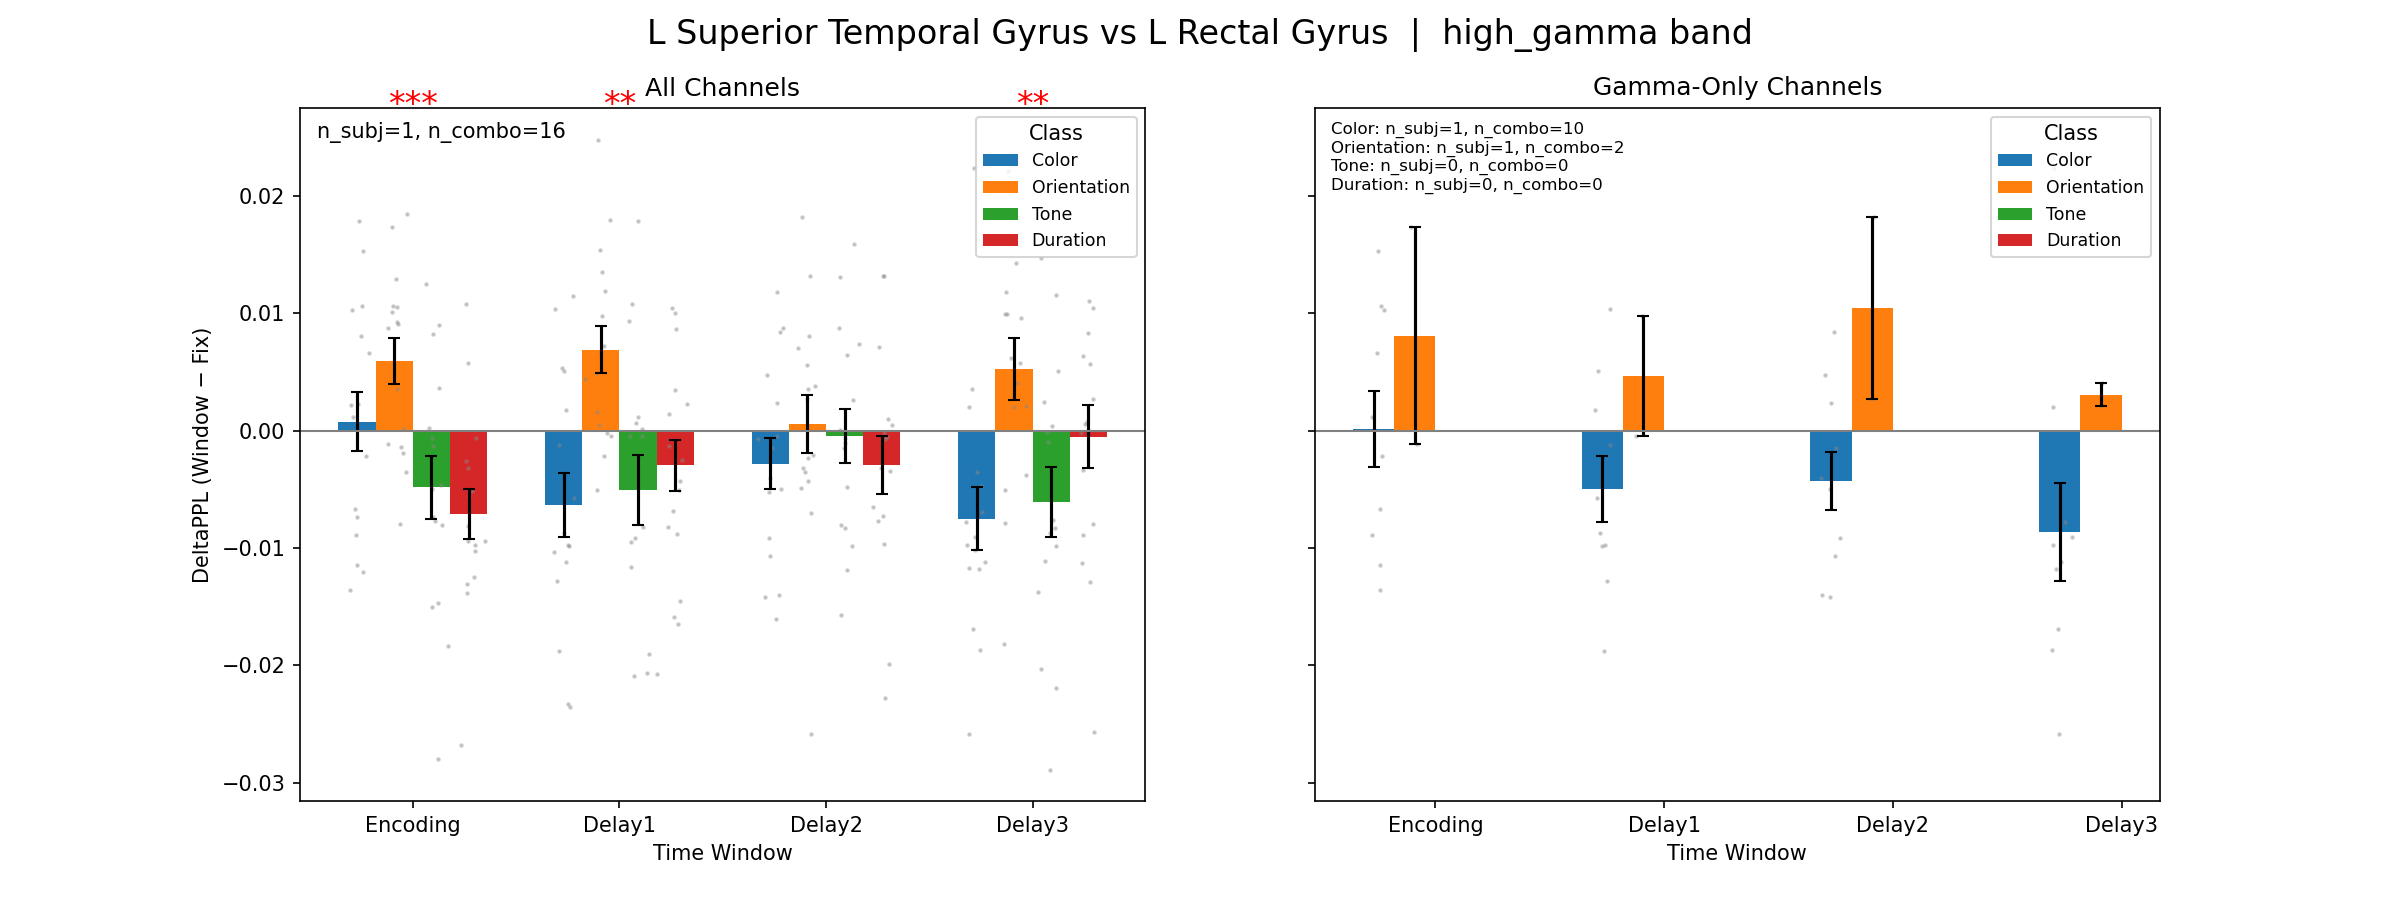 L Superior Temporal Gyrus vs L Rectal Gyrus | high_gamma band
All Channels
*** ** **
n_subj=1, n_combo=16
Class
Color
Orientation
Tone
Duration
0.02
0.01
0.00
−0.01
−0.02
−0.03
DeltaPPL (Window − Fix)
Encoding Delay1 Delay2 Delay3
Time Window
Gamma-Only Channels
Color: n_subj=1, n_combo=10
Orientation: n_subj=1, n_combo=2
Tone: n_subj=0, n_combo=0
Duration: n_subj=0, n_combo=0
Class
Color
Orientation
Tone
Duration
Encoding Delay1 Delay2 Delay3
Time Window